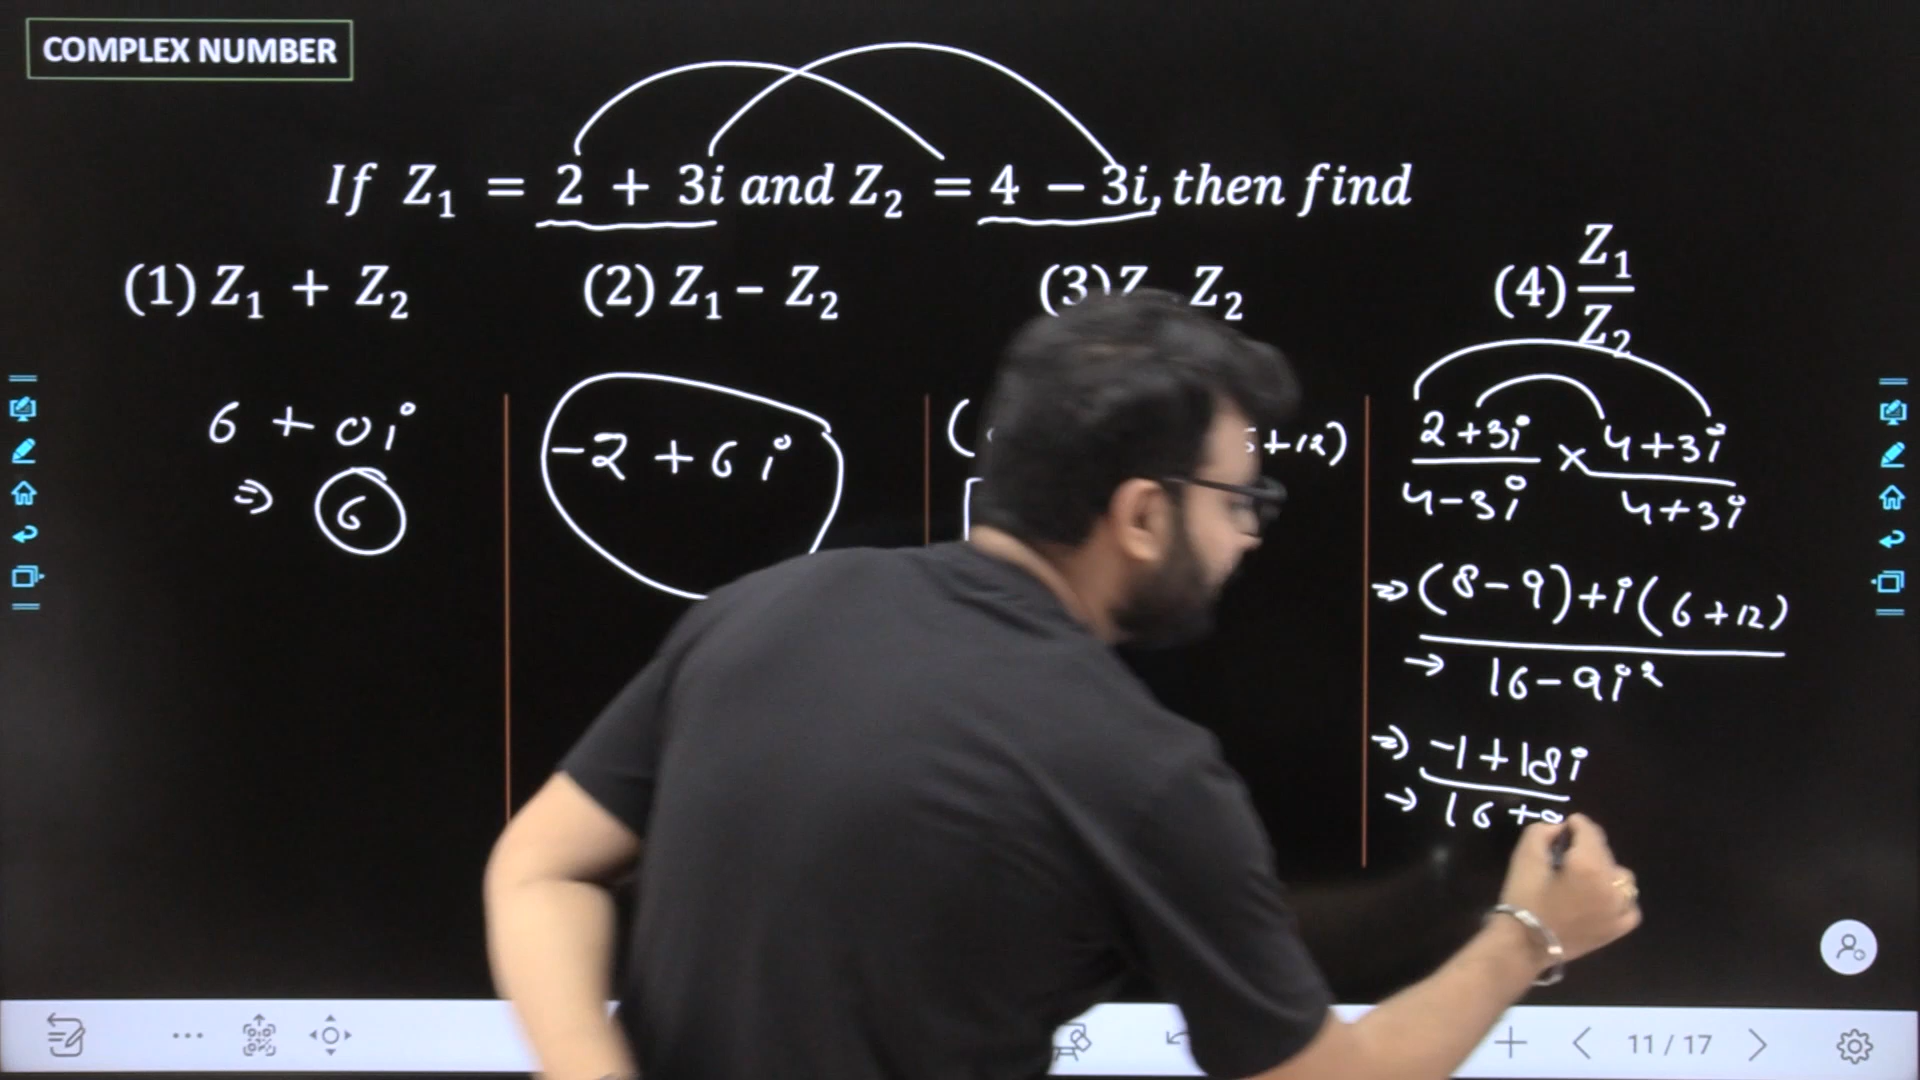 COMPLEX NUMBER
If Z₁ = 2 + 3i and Z₂ = 4 − 3i, then find
(1) Z₁ + Z₂
6 + 0i
⇒ 6
(2) Z₁ − Z₂
-2 + 6i
(3) Z Z₂
( +12)
(4) Z₁/Z₂
2+3i/4-3i × 4+3i/4+3i
⇒ (8-9)+i(6+12)
→ 16-9i²
⇒ -1+18i
→ 16+9
11 / 17